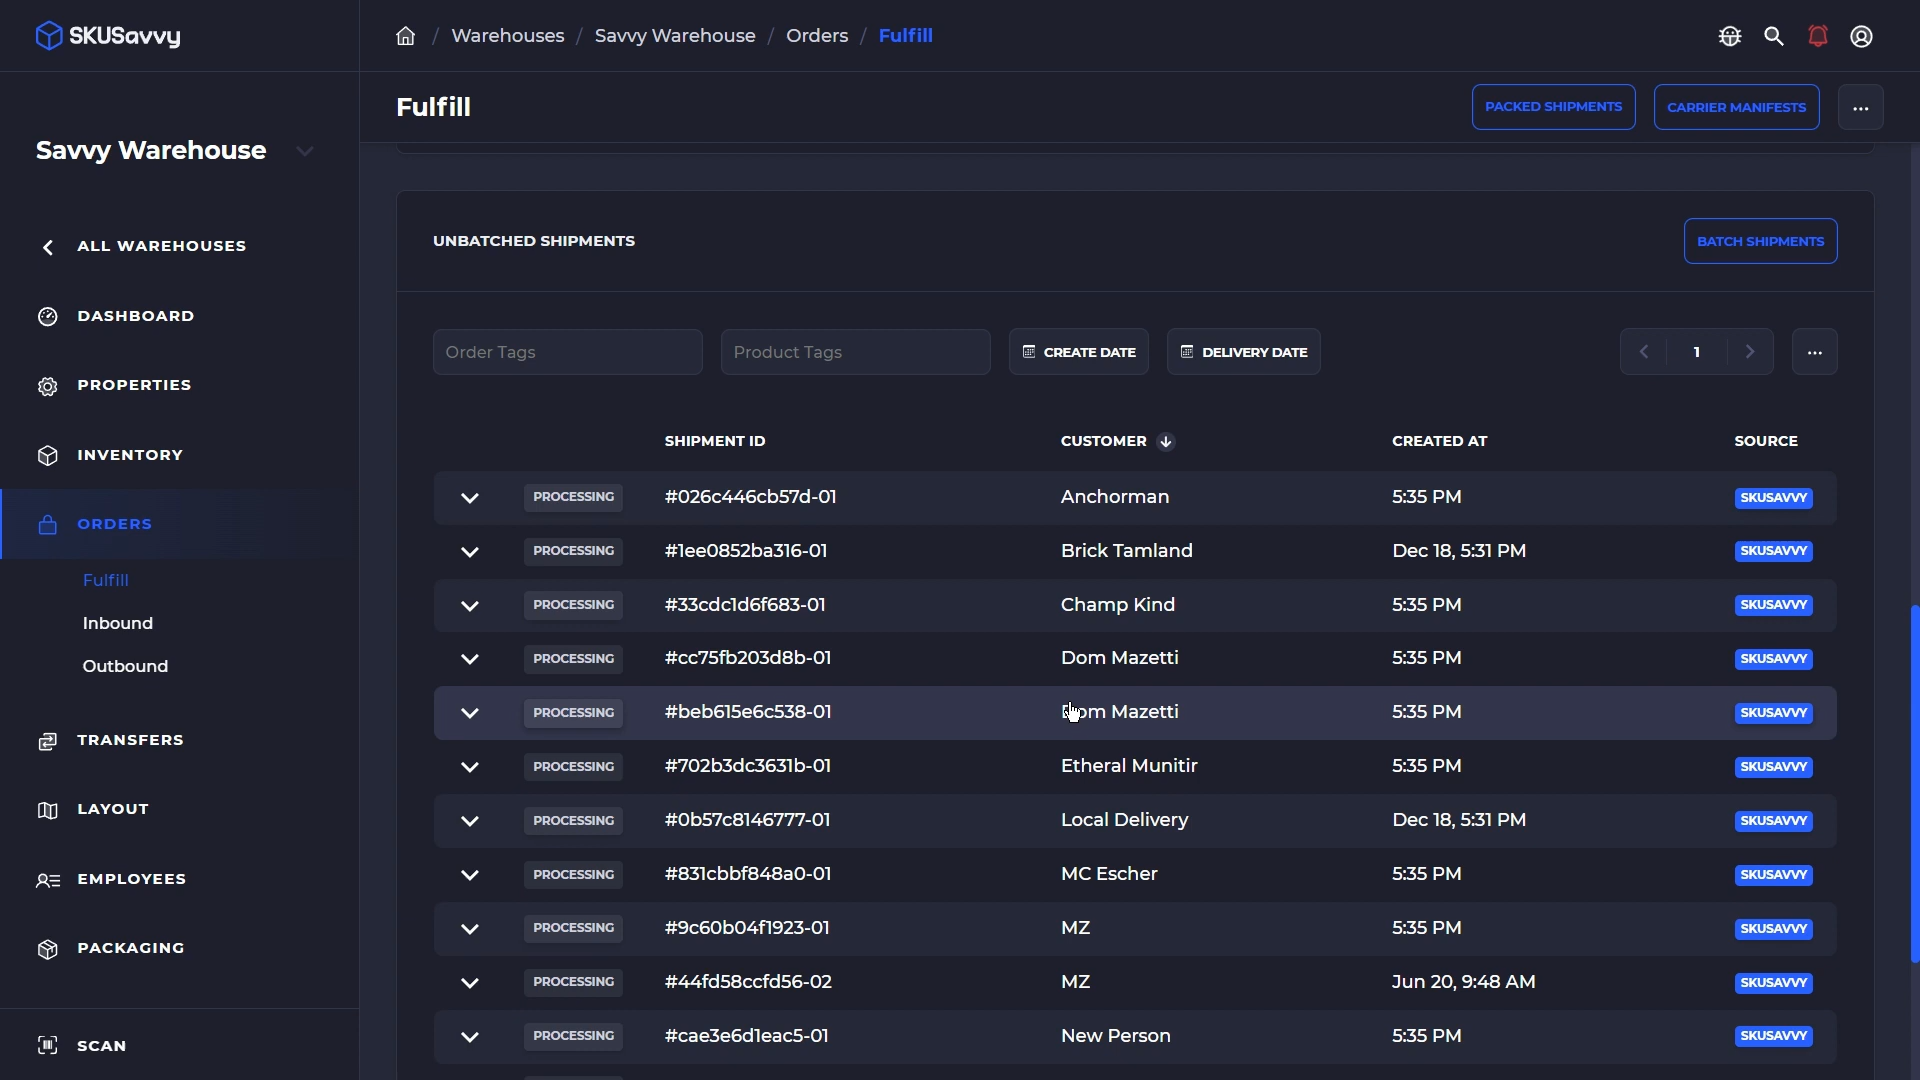 SKUSavvy
/ Warehouses / Savvy Warehouse / Orders / Fulfill
Fulfill
PACKED SHIPMENTS
CARRIER MANIFESTS
...
Savvy Warehouse
ALL WAREHOUSES
DASHBOARD
PROPERTIES
INVENTORY
ORDERS
Fulfill
Inbound
Outbound
TRANSFERS
LAYOUT
EMPLOYEES
PACKAGING
SCAN
UNBATCHED SHIPMENTS
BATCH SHIPMENTS
Order Tags
Product Tags
CREATE DATE
DELIVERY DATE
1
...
SHIPMENT ID CUSTOMER CREATED AT SOURCE
PROCESSING #026c446cb57d-01 Anchorman 5:35 PM SKUSAVVY
PROCESSING #1ee0852ba316-01 Brick Tamland Dec 18, 5:31 PM SKUSAVVY
PROCESSING #33cdc1d6f683-01 Champ Kind 5:35 PM SKUSAVVY
PROCESSING #cc75fb203d8b-01 Dom Mazetti 5:35 PM SKUSAVVY
PROCESSING #beb615e6c538-01 Dom Mazetti 5:35 PM SKUSAVVY
PROCESSING #702b3dc3631b-01 Etheral Munitir 5:35 PM SKUSAVVY
PROCESSING #0b57c8146777-01 Local Delivery Dec 18, 5:31 PM SKUSAVVY
PROCESSING #831cbbf848a0-01 MC Escher 5:35 PM SKUSAVVY
PROCESSING #9c60b04f1923-01 MZ 5:35 PM SKUSAVVY
PROCESSING #44fd58ccfd56-02 MZ Jun 20, 9:48 AM SKUSAVVY
PROCESSING #cae3e6d1eac5-01 New Person 5:35 PM SKUSAVVY